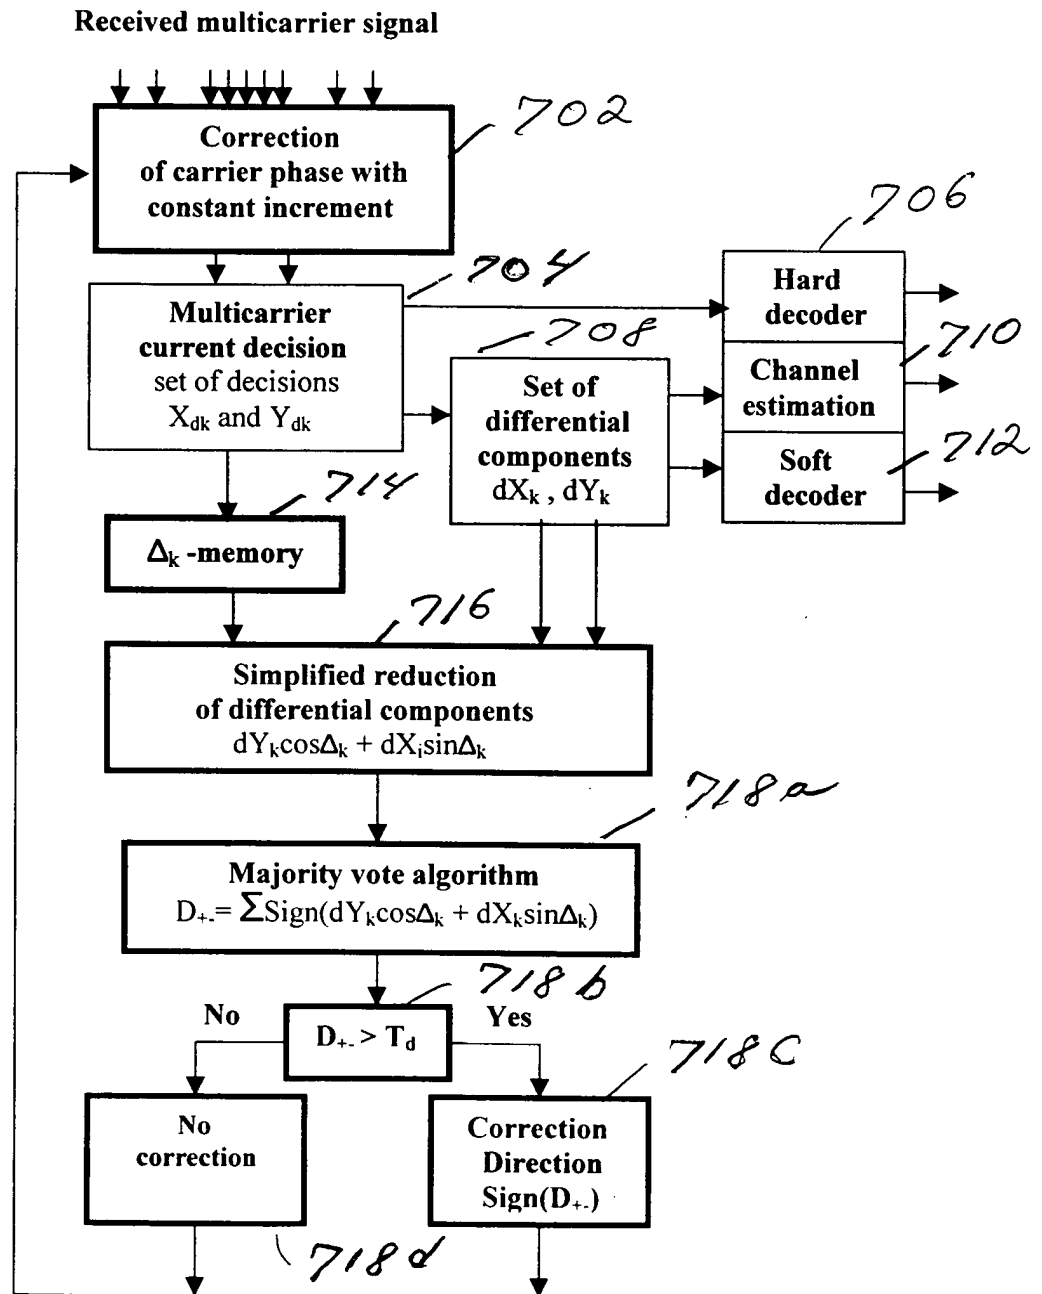 Received multicarrier signal
702
Correction
of carrier phase with
constant increment
706
704
Multicarrier
current decision
set of decisions
Xdk and Ydk
708
Hard
decoder
710
Set of
differential
components
dXk , dYk
Channel
estimation
712
Soft
decoder
714
Δk -memory
716
Simplified reduction
of differential components
dYkcosΔk + dXisinΔk
718a
Majority vote algorithm
D+-= ΣSign(dYkcosΔk + dXksinΔk)
718b
No
D+- > Td
Yes
718c
No
correction
Correction
Direction
Sign(D+-)
718d